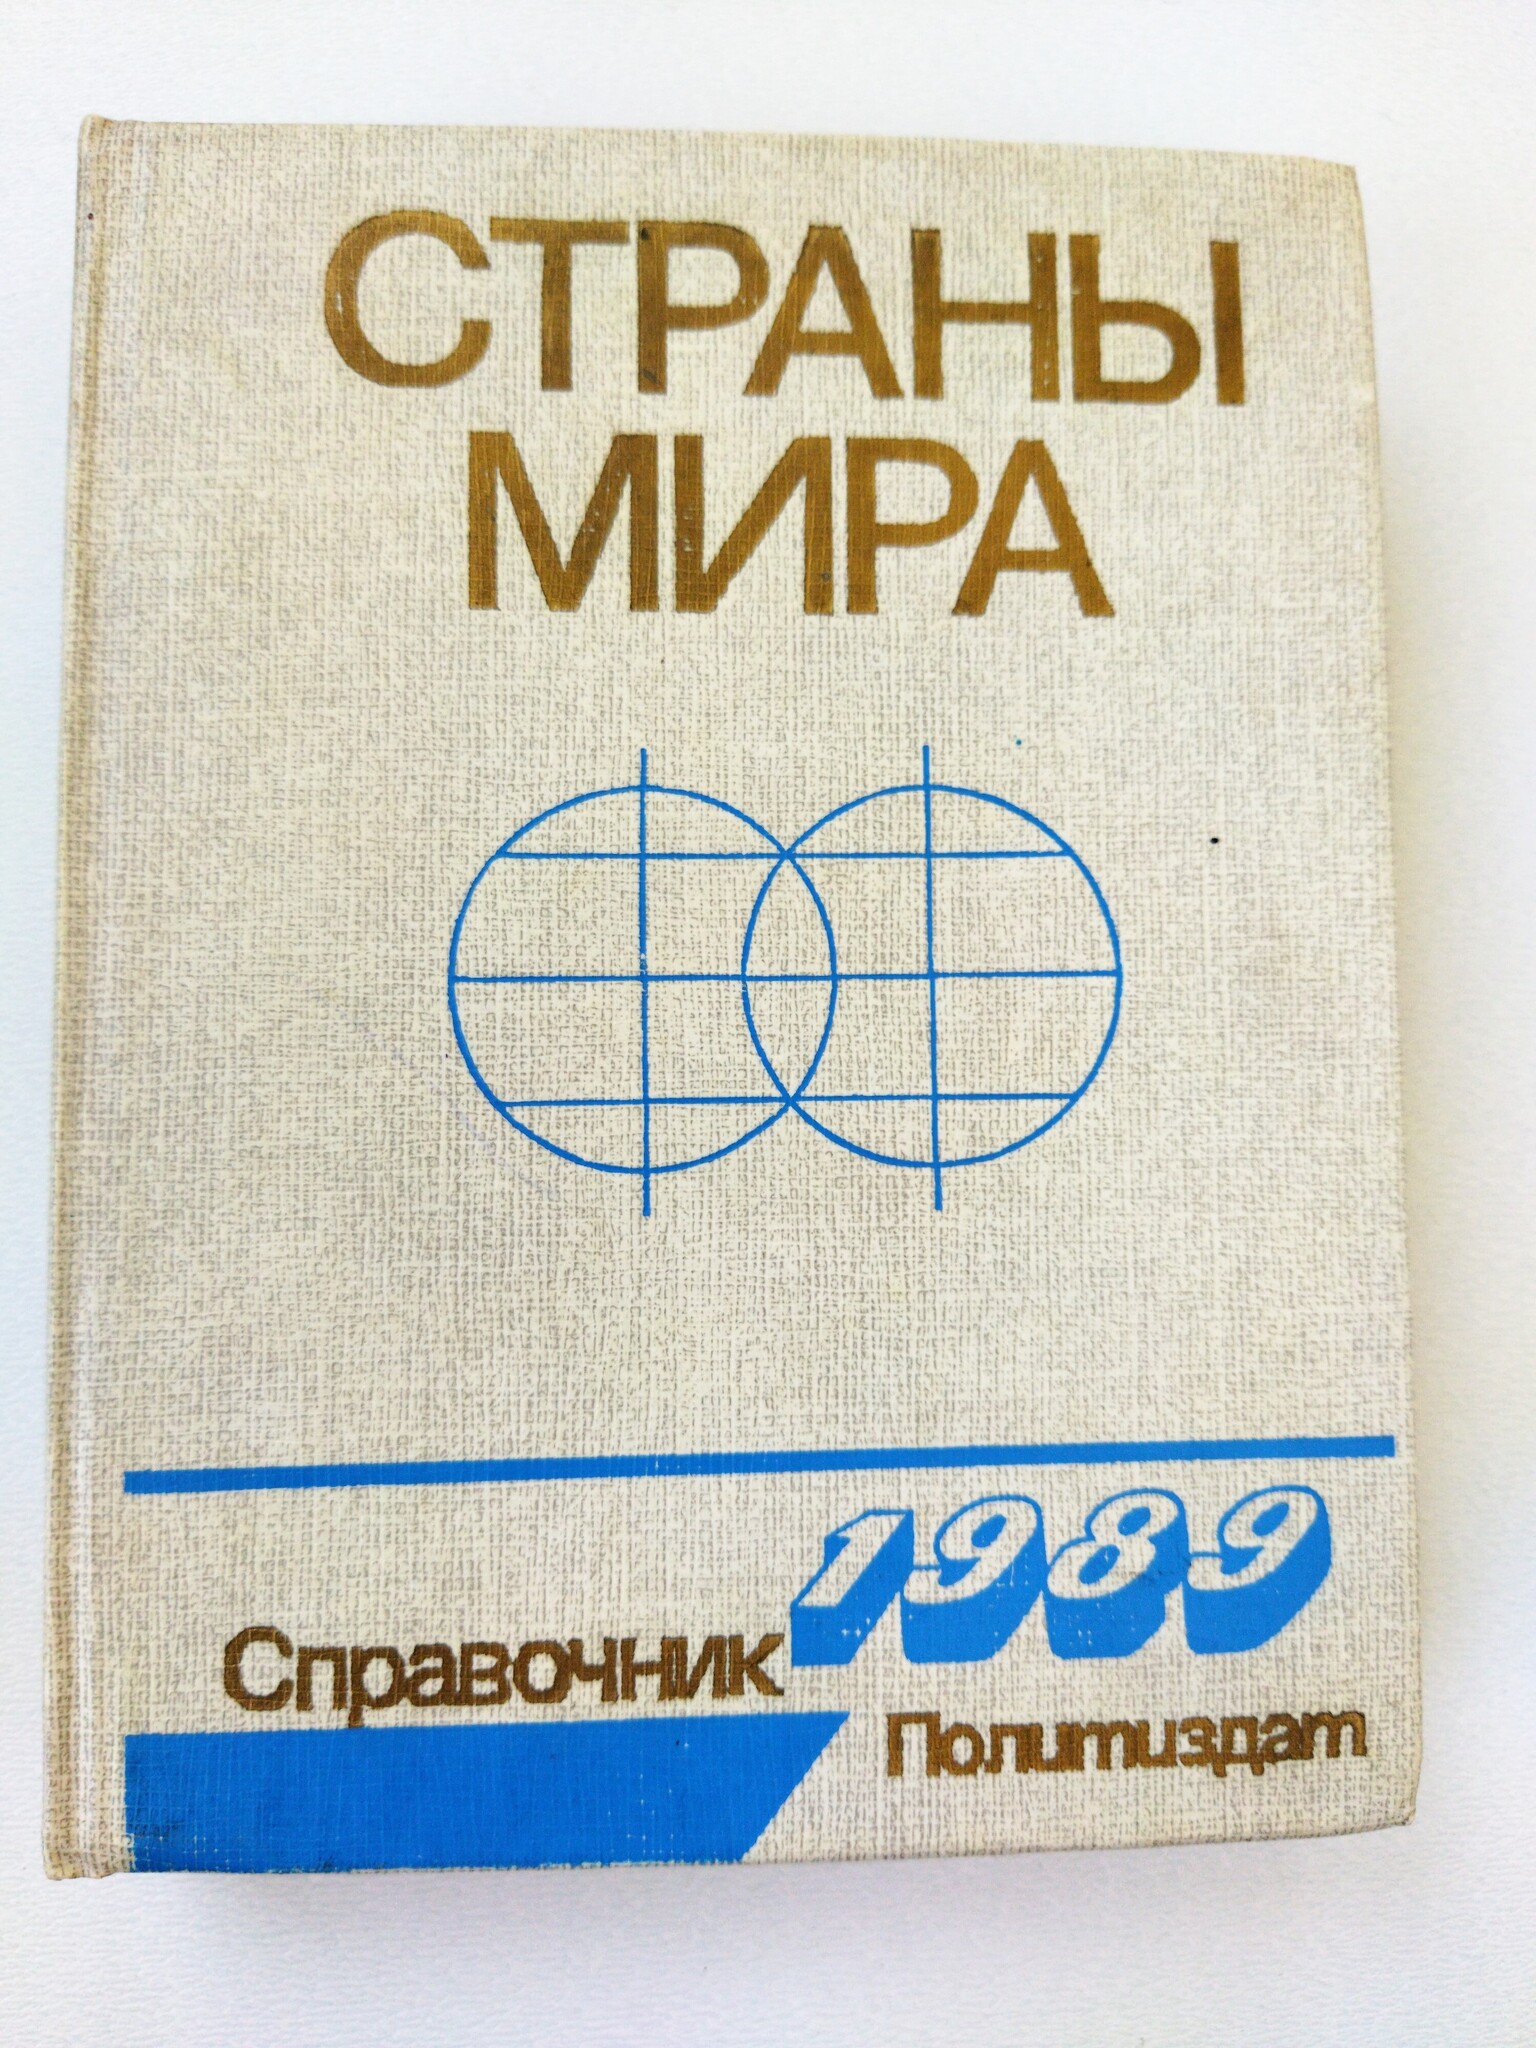 СТРАНЫ
МИРА
1989
Справочник
Политиздат